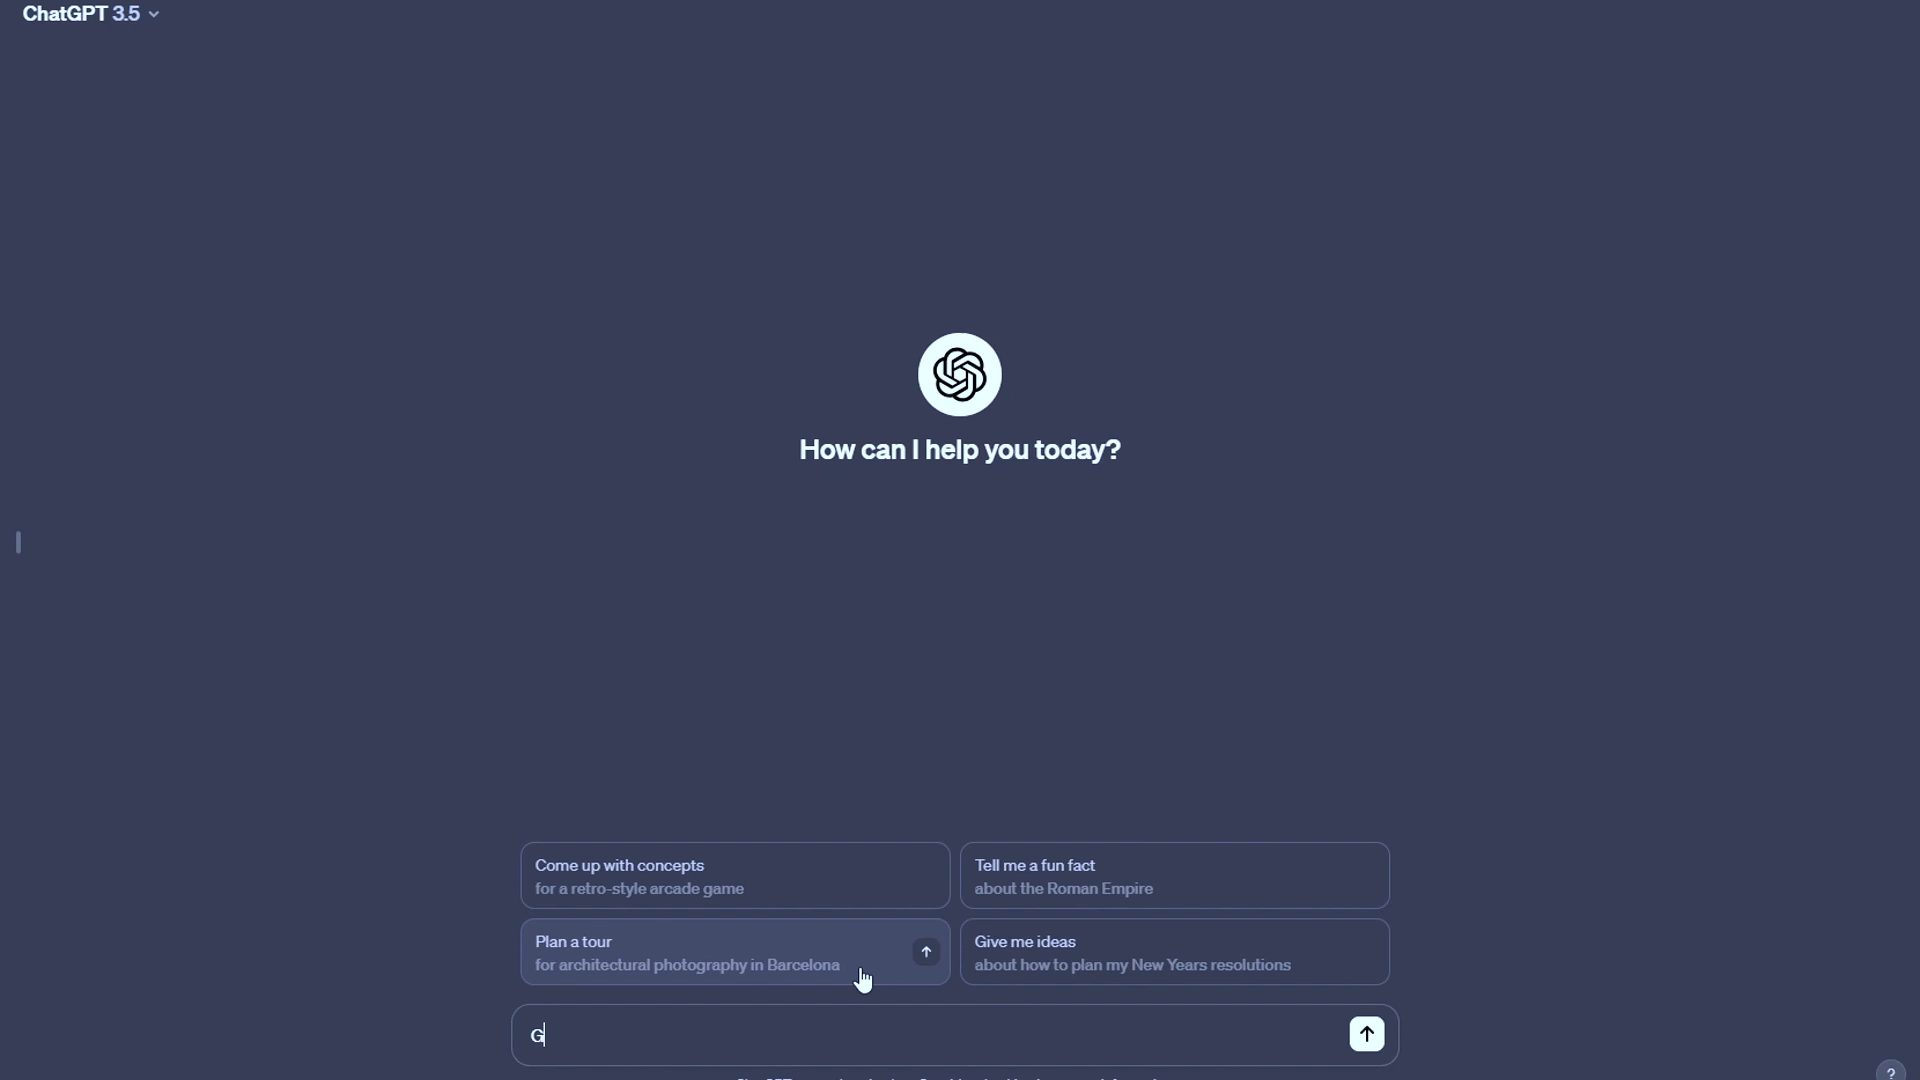 ChatGPT 3.5
How can I help you today?
Come up with concepts
for a retro-style arcade game
Tell me a fun fact
about the Roman Empire
Plan a tour
for architectural photography in Barcelona
Give me ideas
about how to plan my New Years resolutions
G
?